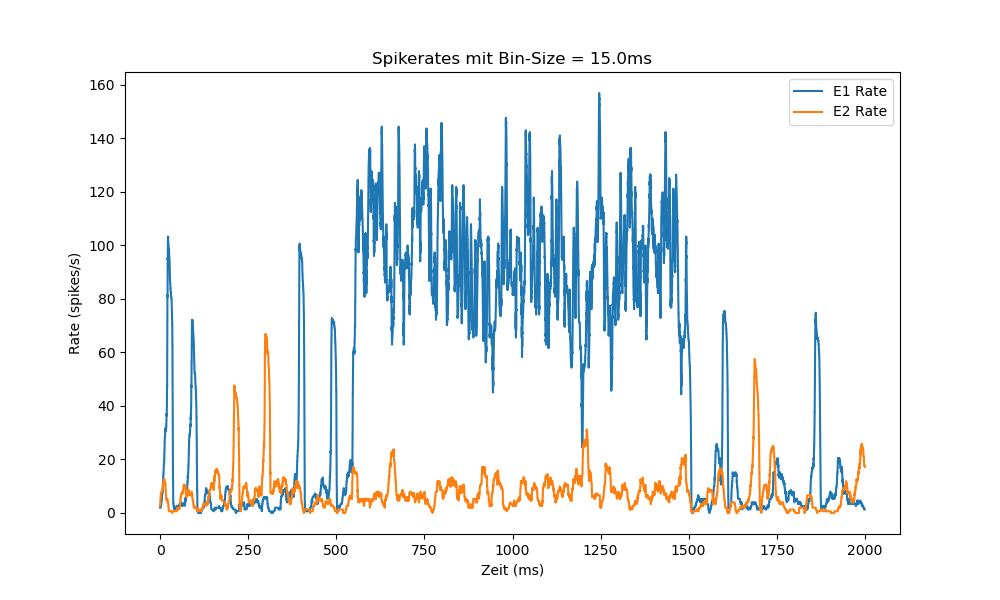 Spikerates mit Bin-Size = 15.0ms
E1 Rate
E2 Rate
160
140
120
100
80
60
40
20
0
Rate (spikes/s)
0 250 500 750 1000 1250 1500 1750 2000
Zeit (ms)